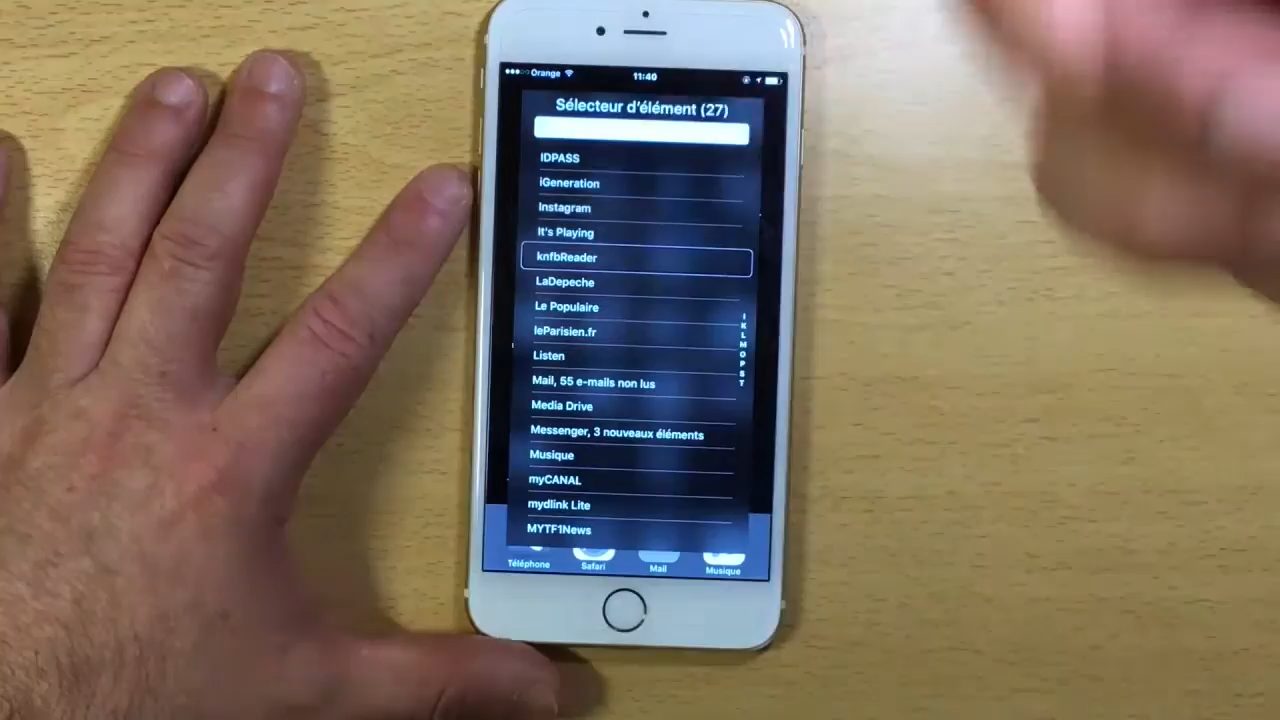 Orange
11:40
Sélecteur d'élément (27)
IDPASS
iGeneration
Instagram
It's Playing
knfbReader
LaDepeche
Le Populaire
leParisien.fr
Listen
Mail, 55 e-mails non lus
Media Drive
Messenger, 3 nouveaux éléments
Musique
myCANAL
mydlink Lite
MYTF1News
I
K
L
M
O
P
S
T
Téléphone
Safari
Mail
Musique